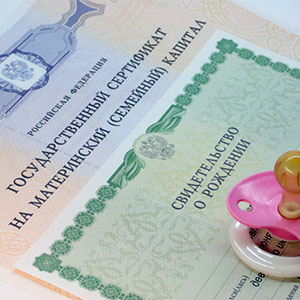 РОССИЙСКАЯ ФЕДЕРАЦИЯ
ГОСУДАРСТВЕННЫЙ СЕРТИФИКАТ
НА МАТЕРИНСКИЙ (СЕМЕЙНЫЙ) КАПИТАЛ
СВИДЕТЕЛЬСТВО
О РОЖДЕНИИ